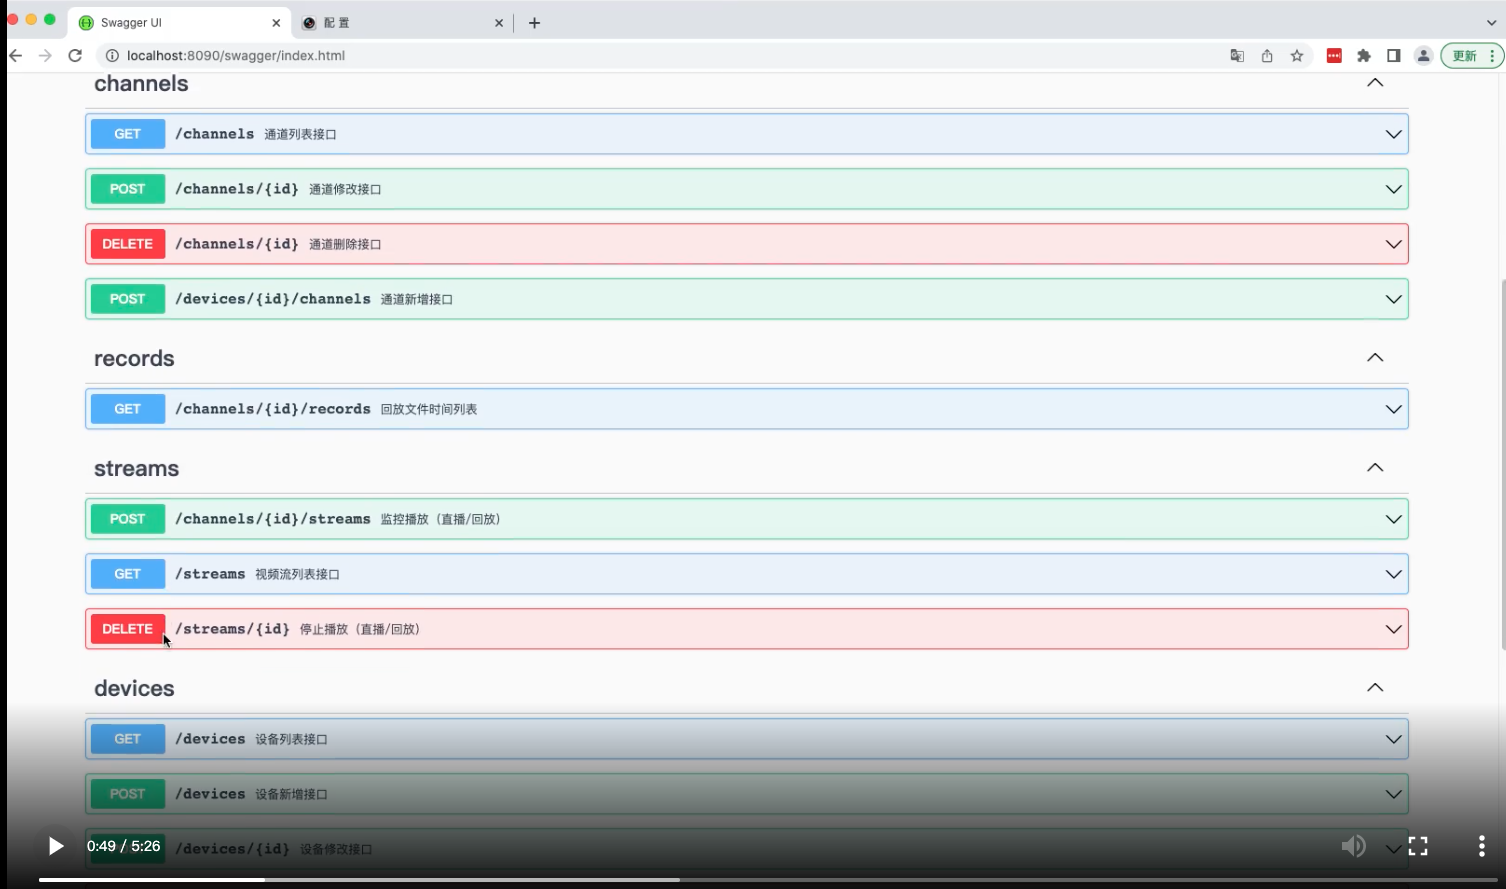 Swagger UI
配 置
localhost:8090/swagger/index.html
更新
channels
GET /channels 通道列表接口
POST /channels/{id} 通道修改接口
DELETE /channels/{id} 通道删除接口
POST /devices/{id}/channels 通道新增接口
records
GET /channels/{id}/records 回放文件时间列表
streams
POST /channels/{id}/streams 监控播放（直播/回放）
GET /streams 视频流列表接口
DELETE /streams/{id} 停止播放（直播/回放）
devices
GET /devices 设备列表接口
POST /devices 设备新增接口
/devices/{id} 设备修改接口
0:49 / 5:26